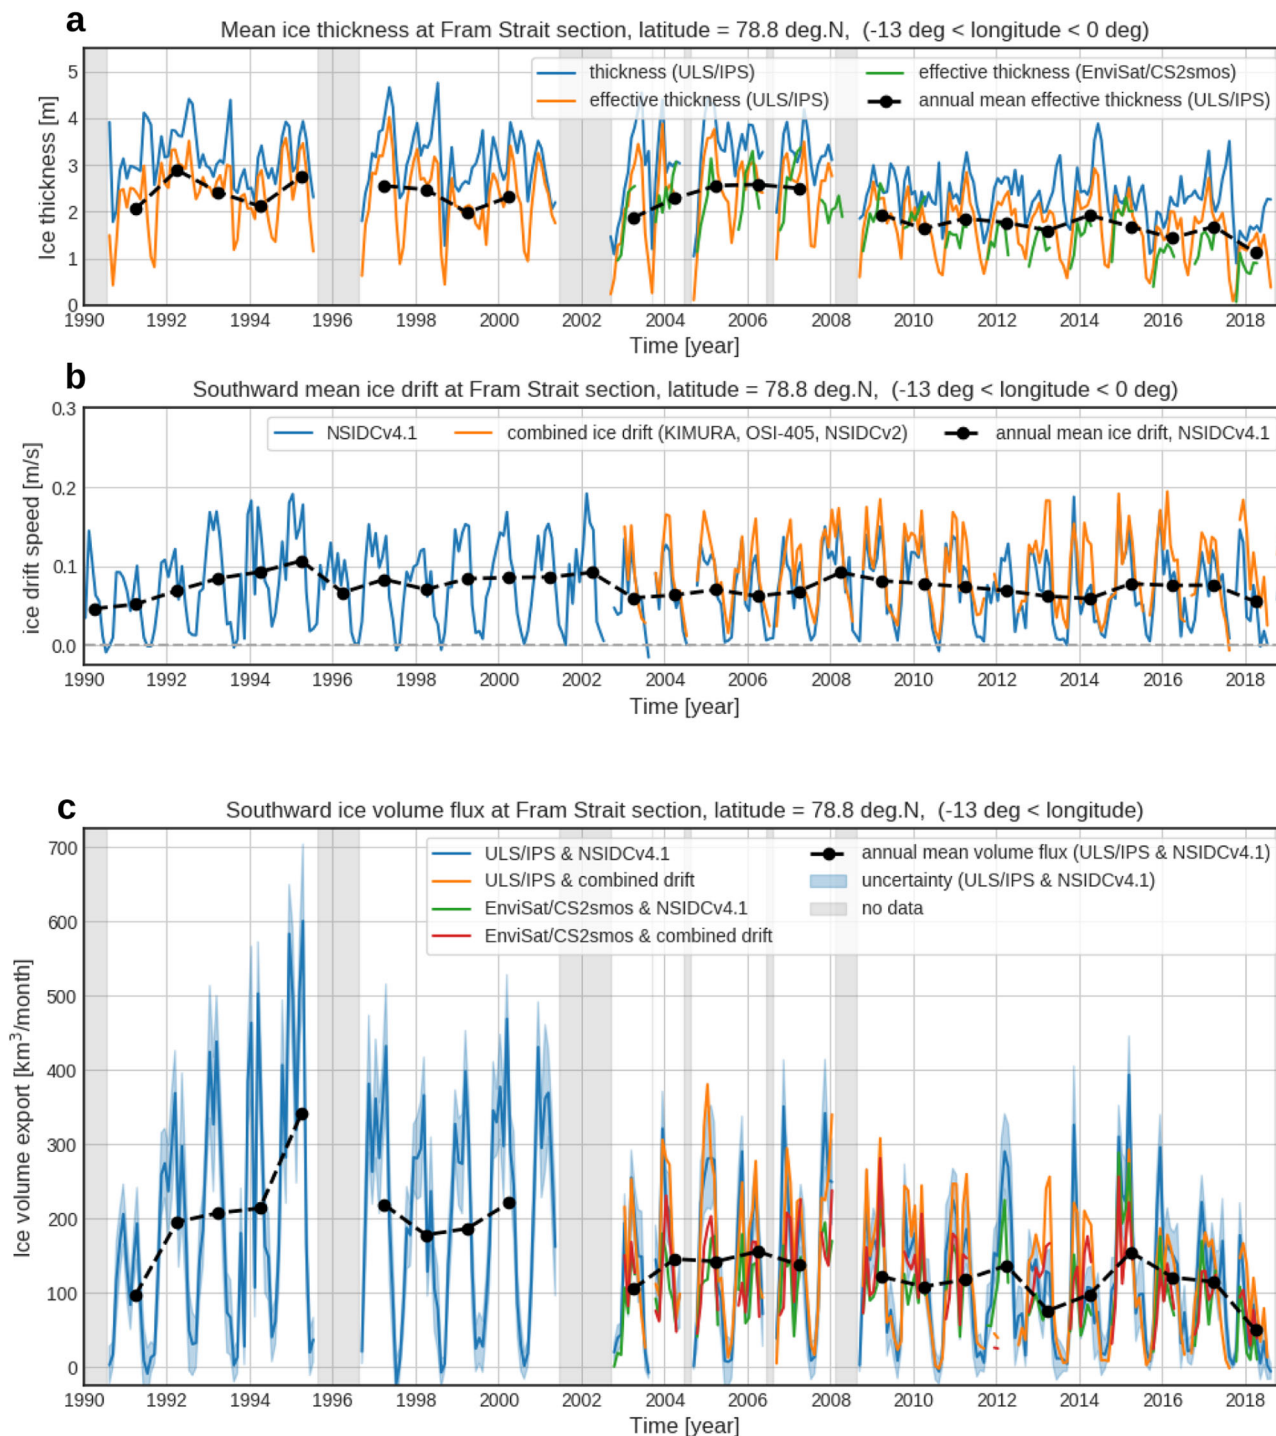 a
Mean ice thickness at Fram Strait section, latitude = 78.8 deg.N, (-13 deg < longitude < 0 deg)
thickness (ULS/IPS)
effective thickness (ULS/IPS)
effective thickness (EnviSat/CS2smos)
annual mean effective thickness (ULS/IPS)
Ice thickness [m]
5
4
3
2
1
0
1990 1992 1994 1996 1998 2000 2002 2004 2006 2008 2010 2012 2014 2016 2018
Time [year]
b
Southward mean ice drift at Fram Strait section, latitude = 78.8 deg.N, (-13 deg < longitude < 0 deg)
NSIDCv4.1
combined ice drift (KIMURA, OSI-405, NSIDCv2)
annual mean ice drift, NSIDCv4.1
ice drift speed [m/s]
0.3
0.2
0.1
0.0
1990 1992 1994 1996 1998 2000 2002 2004 2006 2008 2010 2012 2014 2016 2018
Time [year]
c
Southward ice volume flux at Fram Strait section, latitude = 78.8 deg.N, (-13 deg < longitude)
ULS/IPS & NSIDCv4.1
ULS/IPS & combined drift
EnviSat/CS2smos & NSIDCv4.1
EnviSat/CS2smos & combined drift
annual mean volume flux (ULS/IPS & NSIDCv4.1)
uncertainty (ULS/IPS & NSIDCv4.1)
no data
Ice volume export [km³/month]
700
600
500
400
300
200
100
0
1990 1992 1994 1996 1998 2000 2002 2004 2006 2008 2010 2012 2014 2016 2018
Time [year]